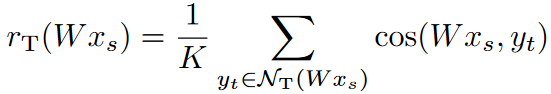 r_T(Wx_s) = \frac{1}{K} \sum_{y_t \in \mathcal{N}_T(Wx_s)} \cos(Wx_s, y_t)